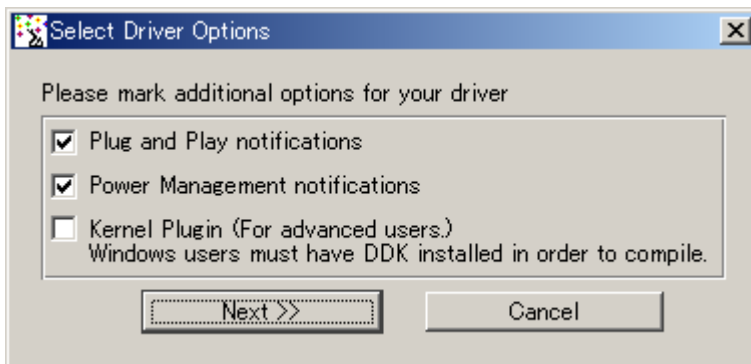 Select Driver Options
Please mark additional options for your driver
Plug and Play notifications
Power Management notifications
Kernel Plugin (For advanced users.)
Windows users must have DDK installed in order to compile.
Next >>
Cancel